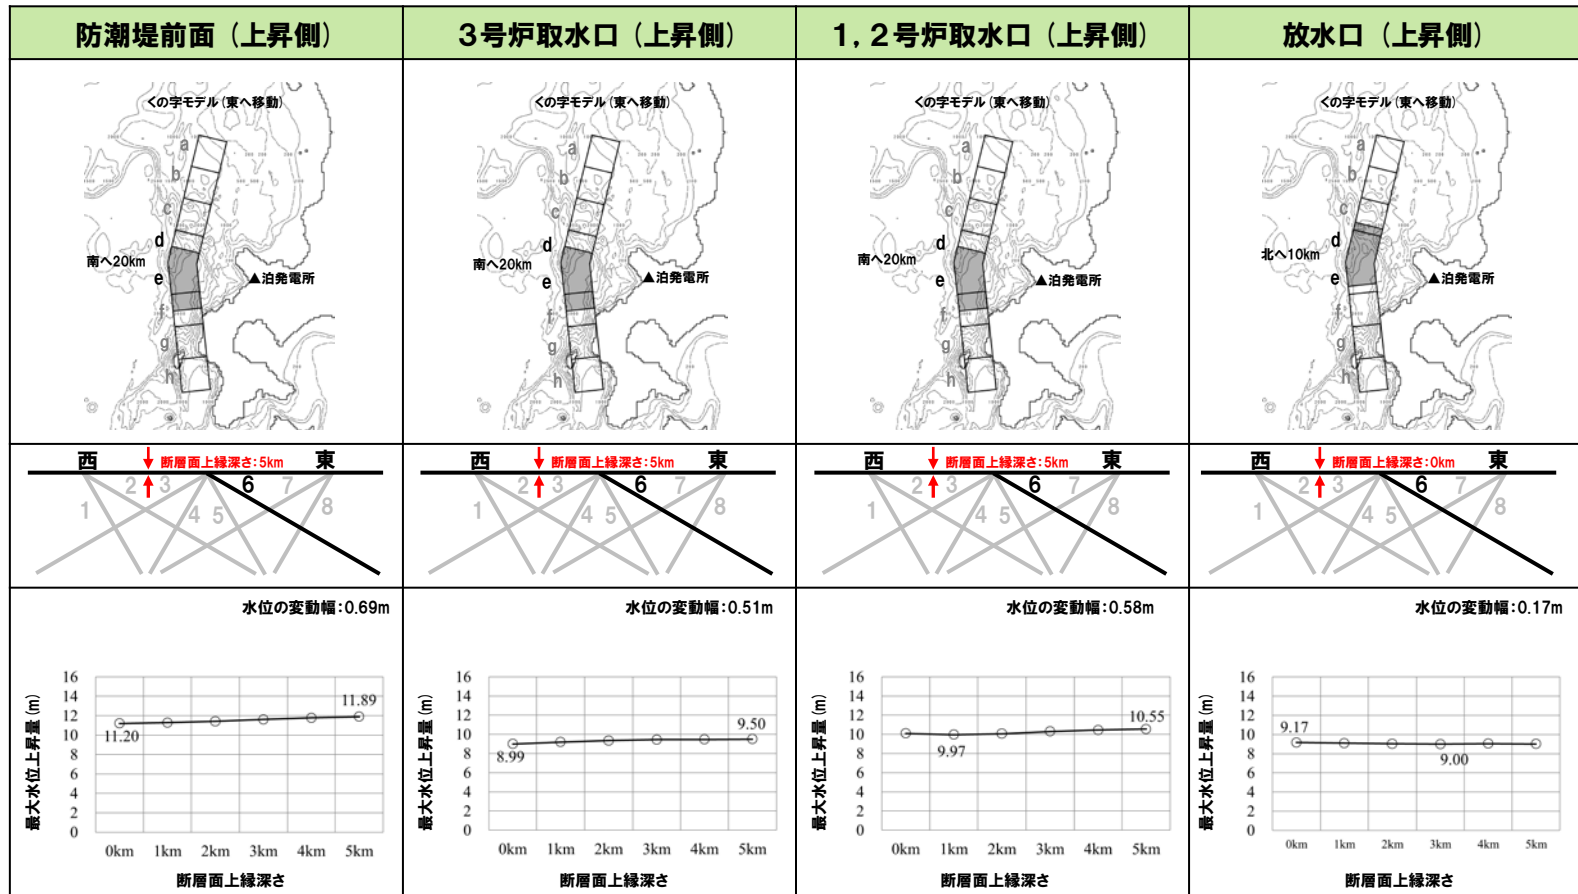 防潮堤前面（上昇側）
3号炉取水口（上昇側）
1，2号炉取水口（上昇側）
放水口（上昇側）
くの字モデル（東へ移動）
a
b
c
d
南へ20km
e
▲泊発電所
f
g
h
くの字モデル（東へ移動）
a
b
c
d
南へ20km
e
▲泊発電所
f
g
h
くの字モデル（東へ移動）
a
b
c
d
南へ20km
e
▲泊発電所
f
g
h
くの字モデル（東へ移動）
a
b
c
d
北へ10km
e
▲泊発電所
f
g
h
西 断層面上縁深さ：5km 東
1 2 3 4 5 6 7 8
西 断層面上縁深さ：5km 東
1 2 3 4 5 6 7 8
西 断層面上縁深さ：5km 東
1 2 3 4 5 6 7 8
西 断層面上縁深さ：0km 東
1 2 3 4 5 6 7 8
水位の変動幅：0.69m
最大水位上昇量(m)
16
14
12
10
8
6
4
2
0
11.20
11.89
0km 1km 2km 3km 4km 5km
断層面上縁深さ
水位の変動幅：0.51m
最大水位上昇量(m)
16
14
12
10
8
6
4
2
0
8.99
9.50
0km 1km 2km 3km 4km 5km
断層面上縁深さ
水位の変動幅：0.58m
最大水位上昇量(m)
16
14
12
10
8
6
4
2
0
9.97
10.55
0km 1km 2km 3km 4km 5km
断層面上縁深さ
水位の変動幅：0.17m
最大水位上昇量(m)
16
14
12
10
8
6
4
2
0
9.17
9.00
0km 1km 2km 3km 4km 5km
断層面上縁深さ